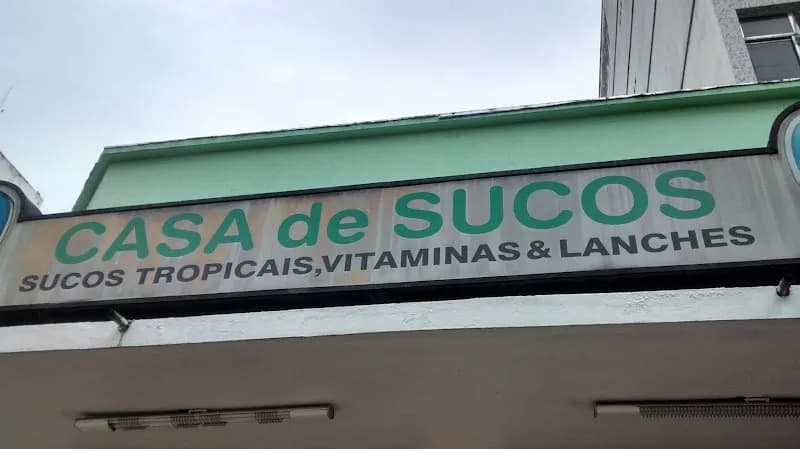 CASA de SUCOS
SUCOS TROPICAIS,VITAMINAS & LANCHES